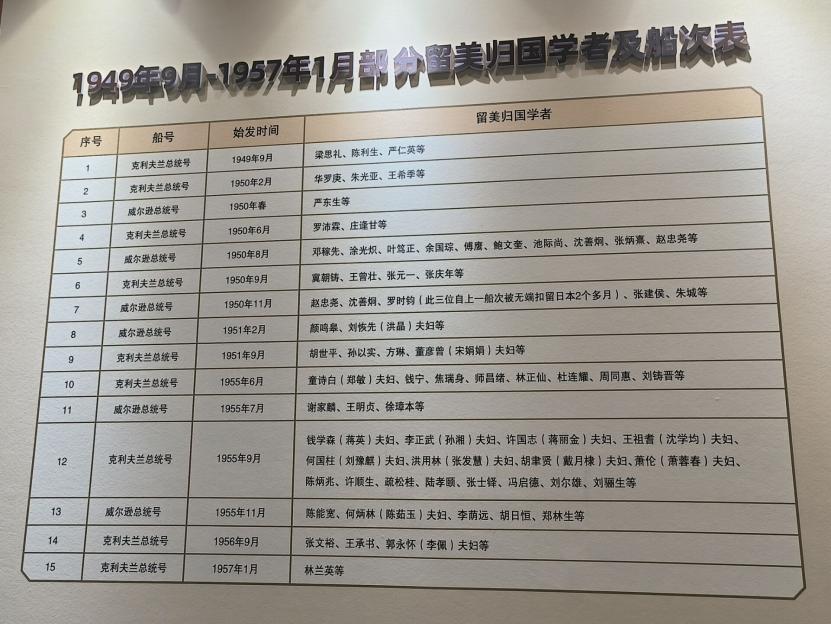 1949年9月-1957年1月部分留美归国学者及船次表
序号 船号 始发时间 留美归国学者
1 克利夫兰总统号 1949年9月 梁思礼、陈利生、严仁英等
2 克利夫兰总统号 1950年2月 华罗庚、朱光亚、王希季等
3 威尔逊总统号 1950年春 严东生等
4 克利夫兰总统号 1950年6月 罗沛霖、庄逢甘等
5 威尔逊总统号 1950年8月 邓稼先、涂光炽、叶笃正、余国琮、傅鹰、鲍文奎、池际尚、沈善炯、张炳熹、赵忠尧等
6 克利夫兰总统号 1950年9月 冀朝铸、王曾壮、张元一、张庆年等
7 威尔逊总统号 1950年11月 赵忠尧、沈善炯、罗时钧（此三位自上一船次被无端扣留日本2个多月）、张建侯、朱城等
8 威尔逊总统号 1951年2月 颜鸣皋、刘恢先（洪晶）夫妇等
9 克利夫兰总统号 1951年9月 胡世平、孙以实、方琳、董彦曾（宋娟娟）夫妇等
10 克利夫兰总统号 1955年6月 童诗白（郑敏）夫妇、钱宁、焦瑞身、师昌绪、林正仙、杜连耀、周同惠、刘铸晋等
11 威尔逊总统号 1955年7月 谢家麟、王明贞、徐璋本等
12 克利夫兰总统号 1955年9月 钱学森（蒋英）夫妇、李正武（孙湘）夫妇、许国志（蒋丽金）夫妇、王祖耆（沈学均）夫妇、
何国柱（刘豫麒）夫妇、洪用林（张发慧）夫妇、胡聿贤（戴月棣）夫妇、萧伦（萧蓉春）夫妇、
陈炳兆、许顺生、疏松桂、陆孝颐、张士铎、冯启德、刘尔雄、刘骊生等
13 威尔逊总统号 1955年11月 陈能宽、何炳林（陈茹玉）夫妇、李荫远、胡日恒、郑林生等
14 克利夫兰总统号 1956年9月 张文裕、王承书、郭永怀（李佩）夫妇等
15 克利夫兰总统号 1957年1月 林兰英等